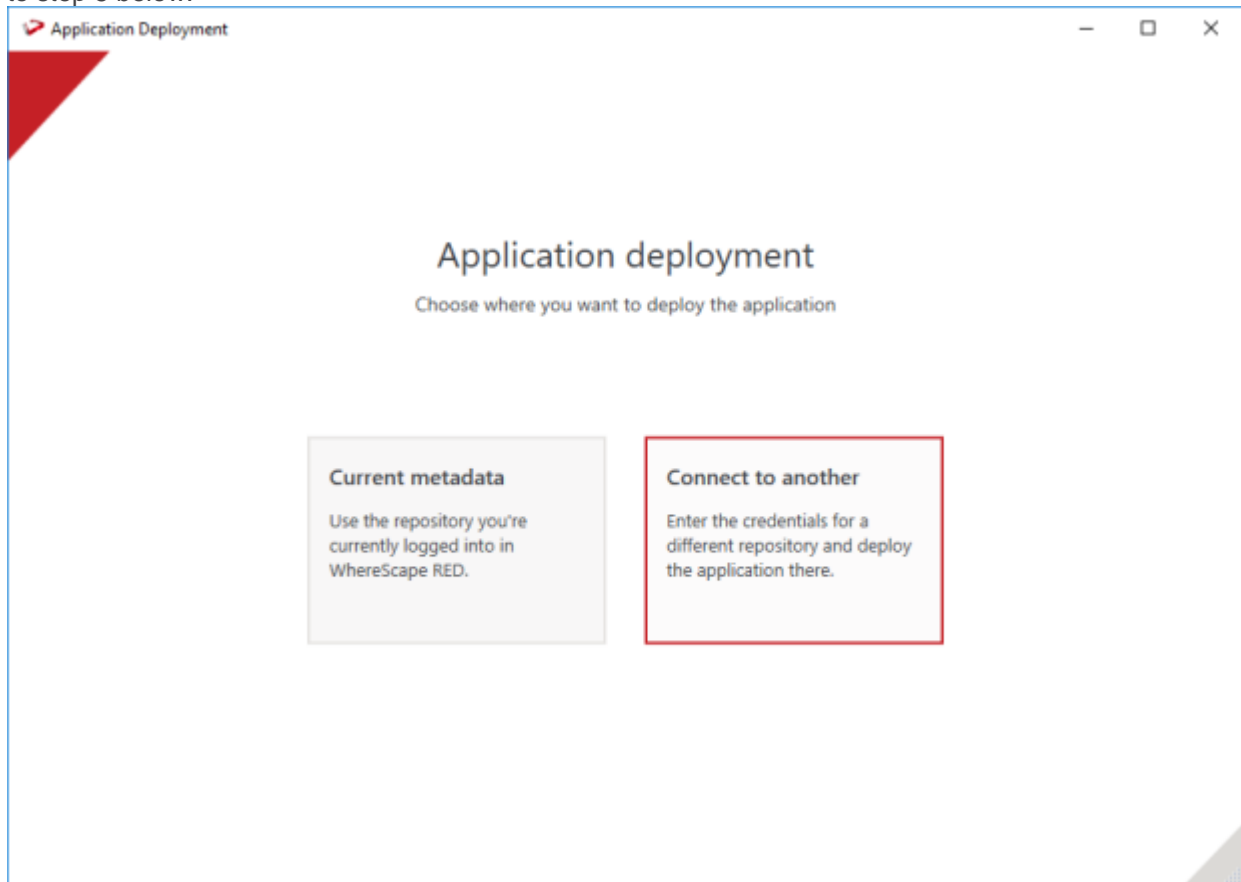 Application Deployment
Application deployment
Choose where you want to deploy the application
Current metadata
Use the repository you're
currently logged into in
WhereScape RED.
Connect to another
Enter the credentials for a
different repository and deploy
the application there.